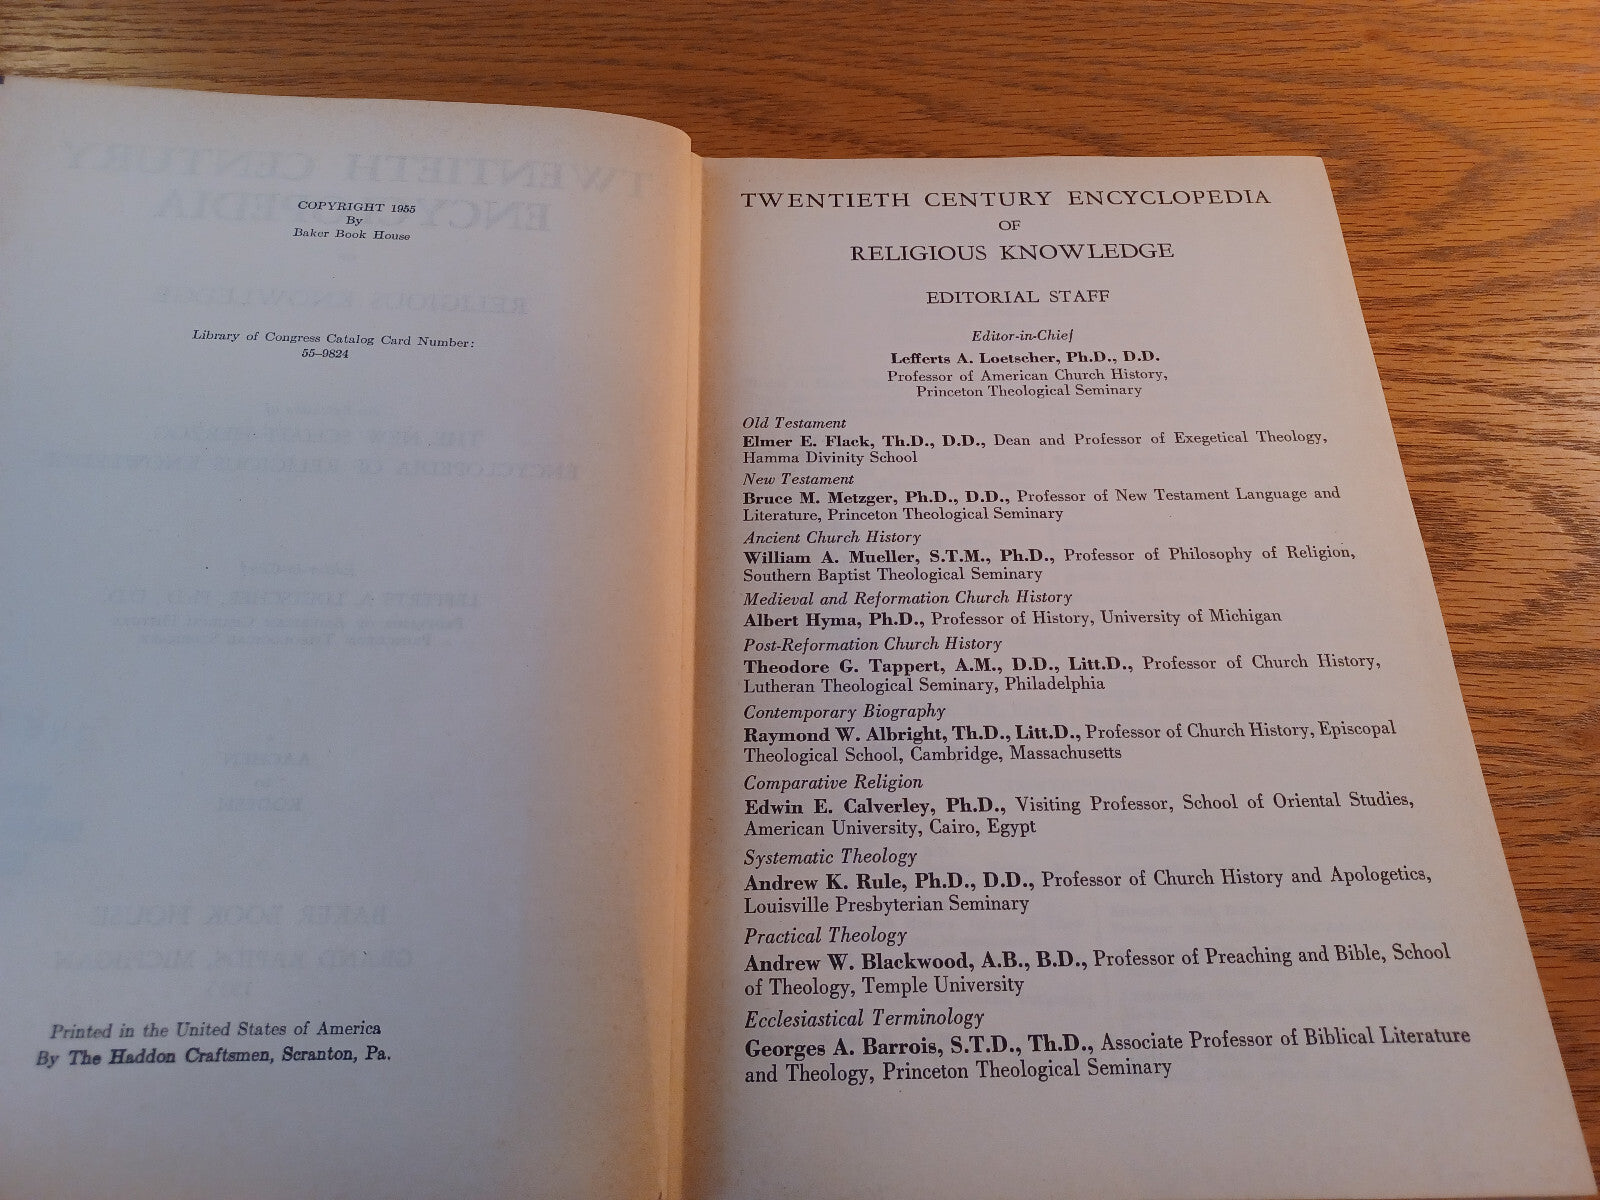 COPYRIGHT 1955
By
Baker Book House
Library of Congress Catalog Card Number:
55-9824
Printed in the United States of America
By The Haddon Craftsmen, Scranton, Pa.
TWENTIETH CENTURY ENCYCLOPEDIA
OF
RELIGIOUS KNOWLEDGE
EDITORIAL STAFF
Editor-in-Chief
Lefferts A. Loetscher, Ph.D., D.D.
Professor of American Church History,
Princeton Theological Seminary
Old Testament
Elmer E. Flack, Th.D., D.D., Dean and Professor of Exegetical Theology,
Hamma Divinity School
New Testament
Bruce M. Metzger, Ph.D., D.D., Professor of New Testament Language and
Literature, Princeton Theological Seminary
Ancient Church History
William A. Mueller, S.T.M., Ph.D., Professor of Philosophy of Religion,
Southern Baptist Theological Seminary
Medieval and Reformation Church History
Albert Hyma, Ph.D., Professor of History, University of Michigan
Post-Reformation Church History
Theodore G. Tappert, A.M., D.D., Litt.D., Professor of Church History,
Lutheran Theological Seminary, Philadelphia
Contemporary Biography
Raymond W. Albright, Th.D., Litt.D., Professor of Church History, Episcopal
Theological School, Cambridge, Massachusetts
Comparative Religion
Edwin E. Calverley, Ph.D., Visiting Professor, School of Oriental Studies,
American University, Cairo, Egypt
Systematic Theology
Andrew K. Rule, Ph.D., D.D., Professor of Church History and Apologetics,
Louisville Presbyterian Seminary
Practical Theology
Andrew W. Blackwood, A.B., B.D., Professor of Preaching and Bible, School
of Theology, Temple University
Ecclesiastical Terminology
Georges A. Barrois, S.T.D., Th.D., Associate Professor of Biblical Literature
and Theology, Princeton Theological Seminary